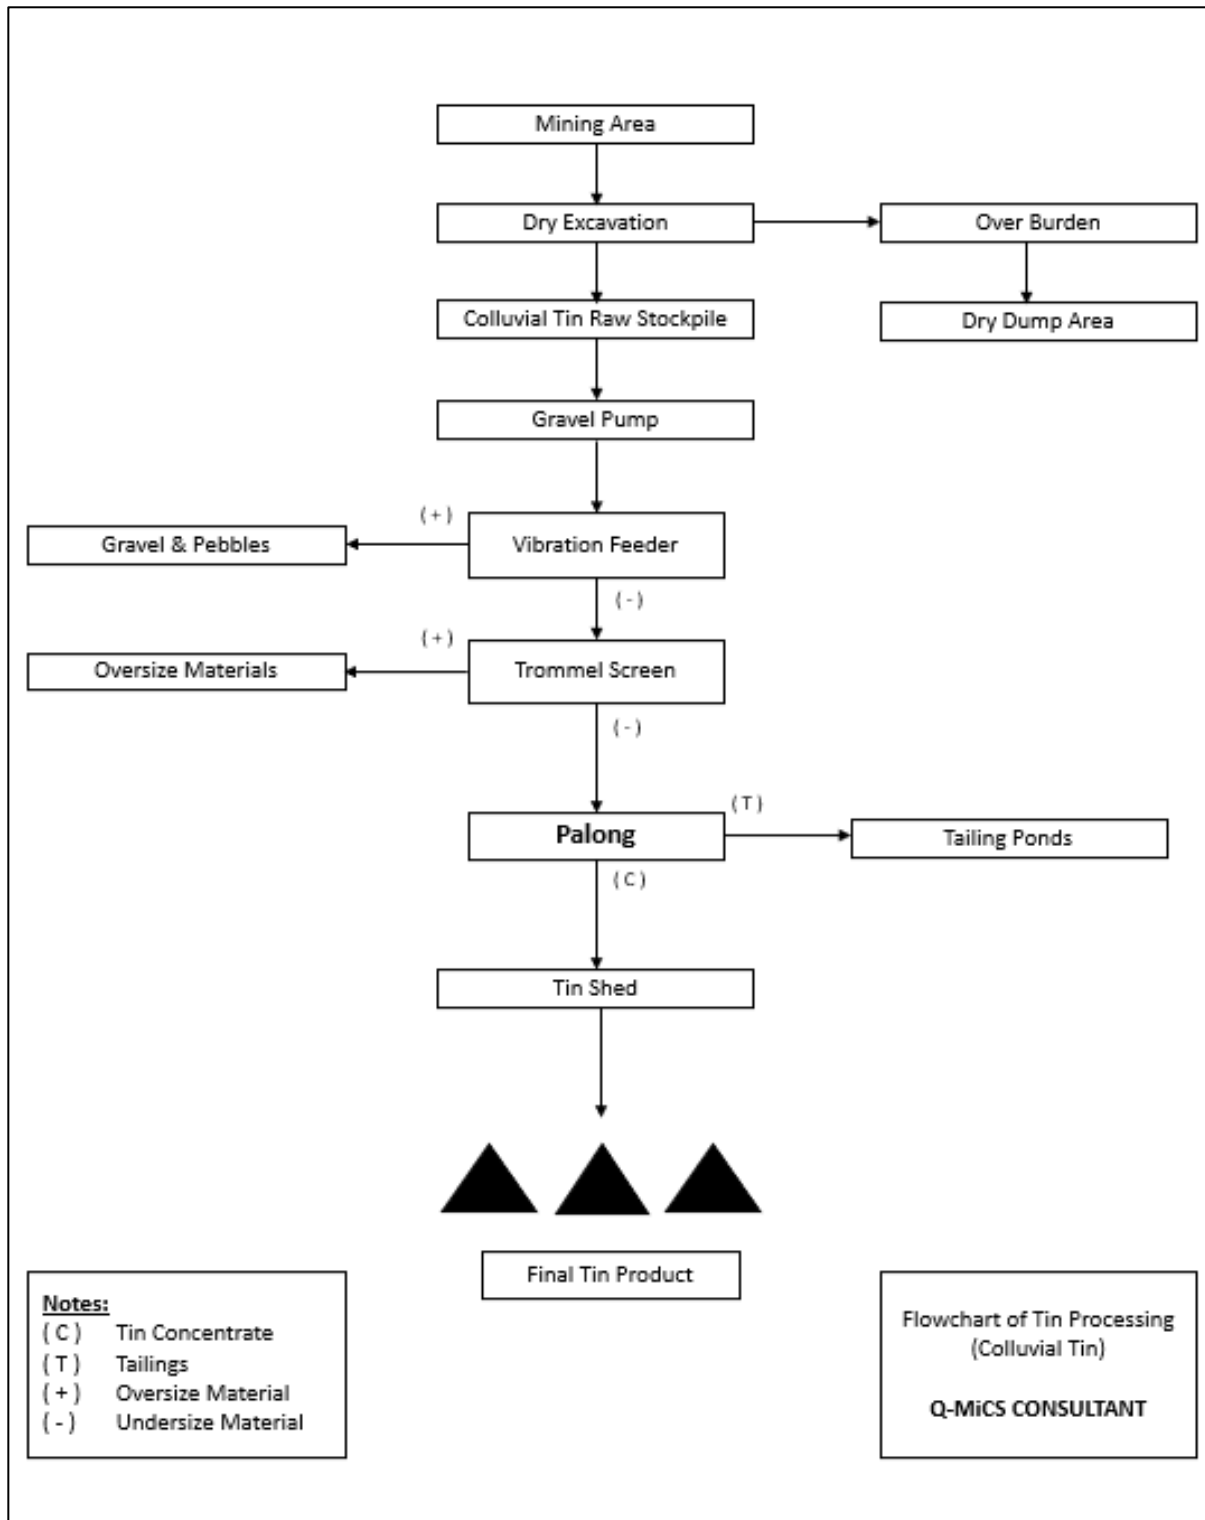 Mining Area
Dry Excavation
Over Burden
Colluvial Tin Raw Stockpile
Dry Dump Area
Gravel Pump
( + )
Gravel & Pebbles
Vibration Feeder
( - )
( + )
Oversize Materials
Trommel Screen
( - )
( T )
Palong
Tailing Ponds
( C )
Tin Shed
Final Tin Product
Notes:
( C ) Tin Concentrate
( T ) Tailings
( + ) Oversize Material
( - ) Undersize Material
Flowchart of Tin Processing
(Colluvial Tin)
Q-MiCS CONSULTANT